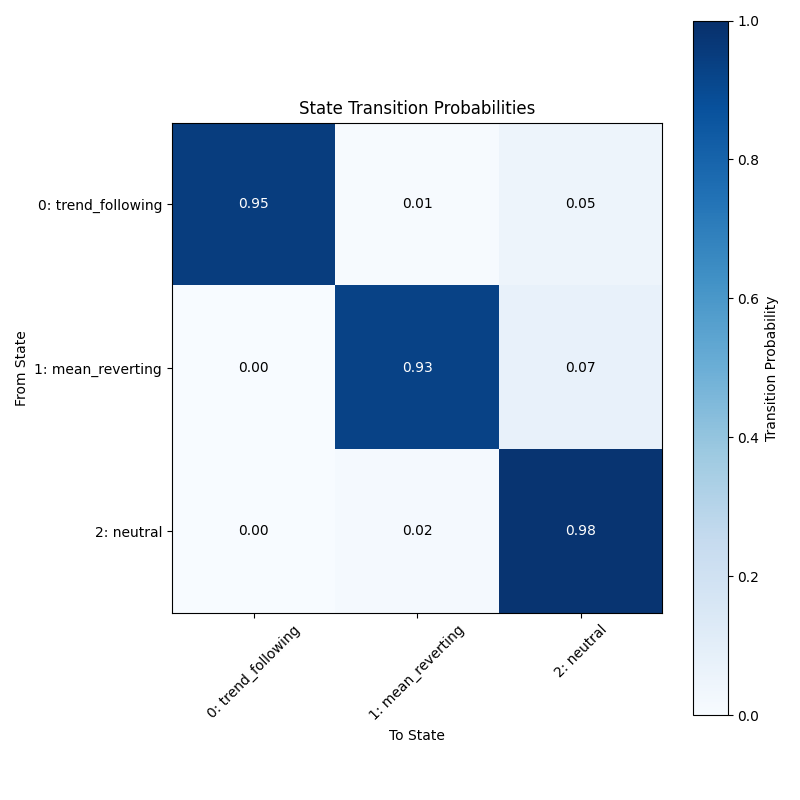 State Transition Probabilities
From State
0: trend_following
0.95
0.01
0.05
1: mean_reverting
0.00
0.93
0.07
2: neutral
0.00
0.02
0.98
0: trend_following
1: mean_reverting
2: neutral
To State
1.0
0.8
0.6
0.4
0.2
0.0
Transition Probability